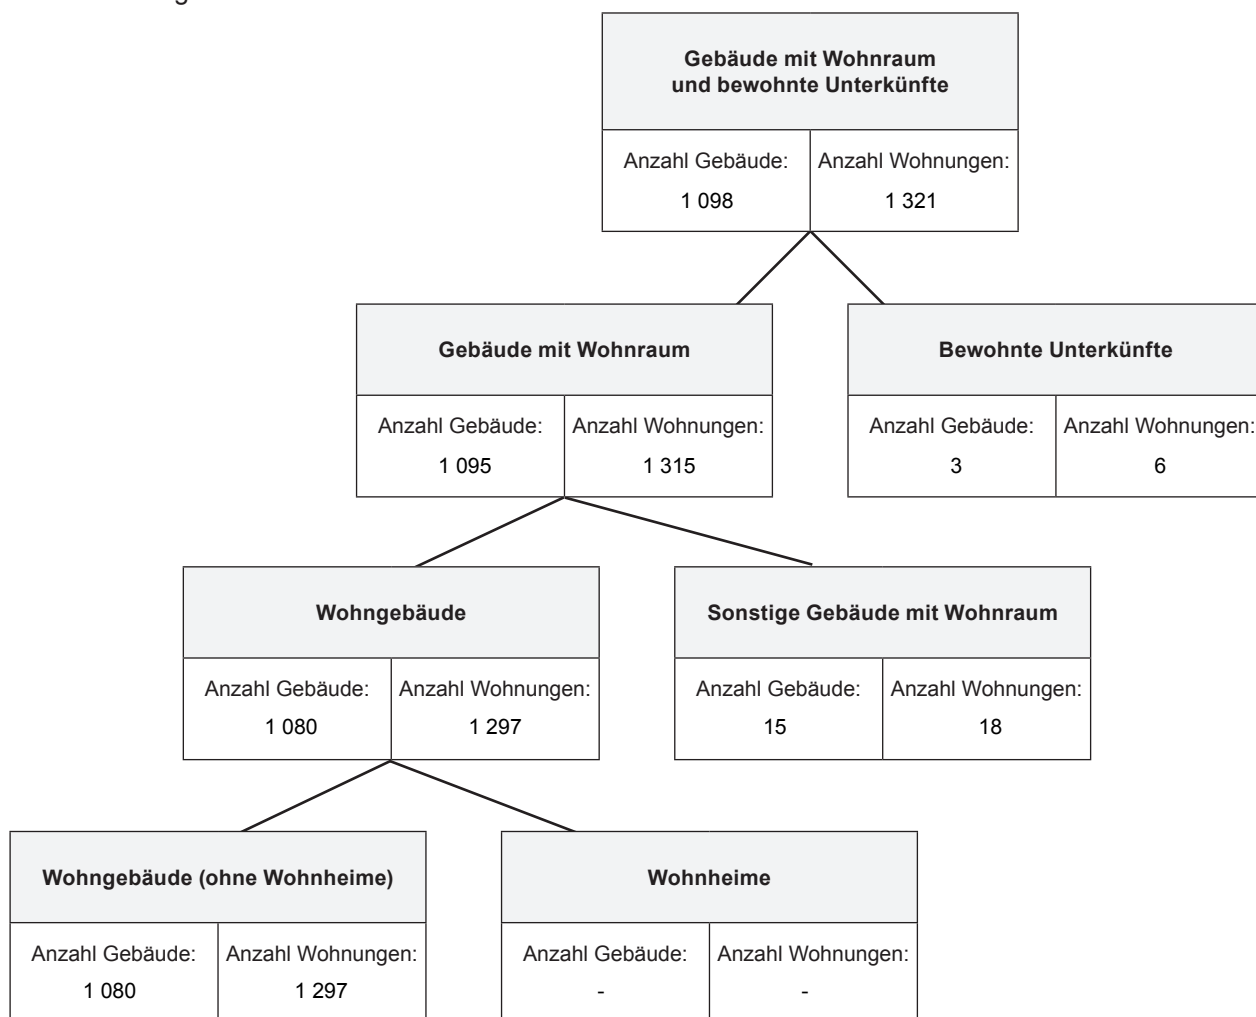 Gebäude mit Wohnraum
und bewohnte Unterkünfte
Anzahl Gebäude: Anzahl Wohnungen:
1 098 1 321
Gebäude mit Wohnraum
Anzahl Gebäude: Anzahl Wohnungen:
1 095 1 315
Bewohnte Unterkünfte
Anzahl Gebäude: Anzahl Wohnungen:
3 6
Wohngebäude
Anzahl Gebäude: Anzahl Wohnungen:
1 080 1 297
Sonstige Gebäude mit Wohnraum
Anzahl Gebäude: Anzahl Wohnungen:
15 18
Wohngebäude (ohne Wohnheime)
Anzahl Gebäude: Anzahl Wohnungen:
1 080 1 297
Wohnheime
Anzahl Gebäude: Anzahl Wohnungen:
- -